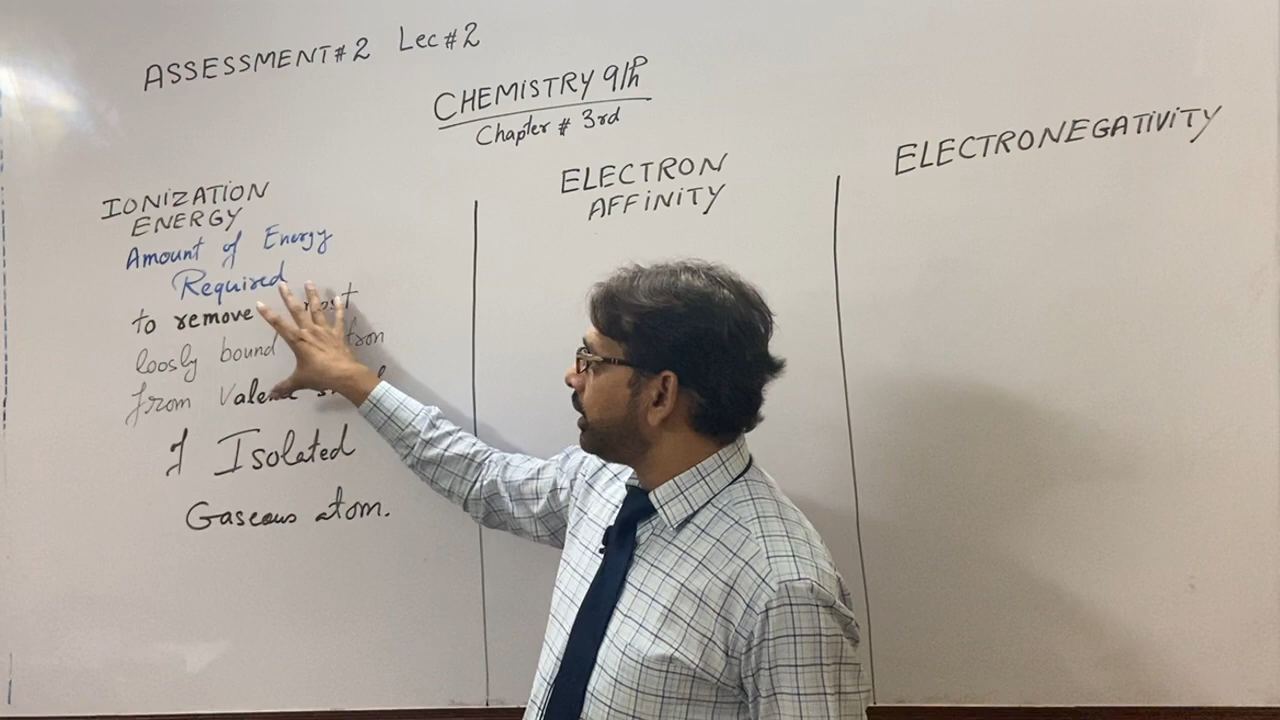 ASSESSMENT # 2 Lec # 2
CHEMISTRY 9th
Chapter # 3rd
IONIZATION
ENERGY
Amount of Energy
Required
to remove
loosly bound
from
Isolated
Gaseous atom.
ELECTRON
AFFINITY
ELECTRONEGATIVITY